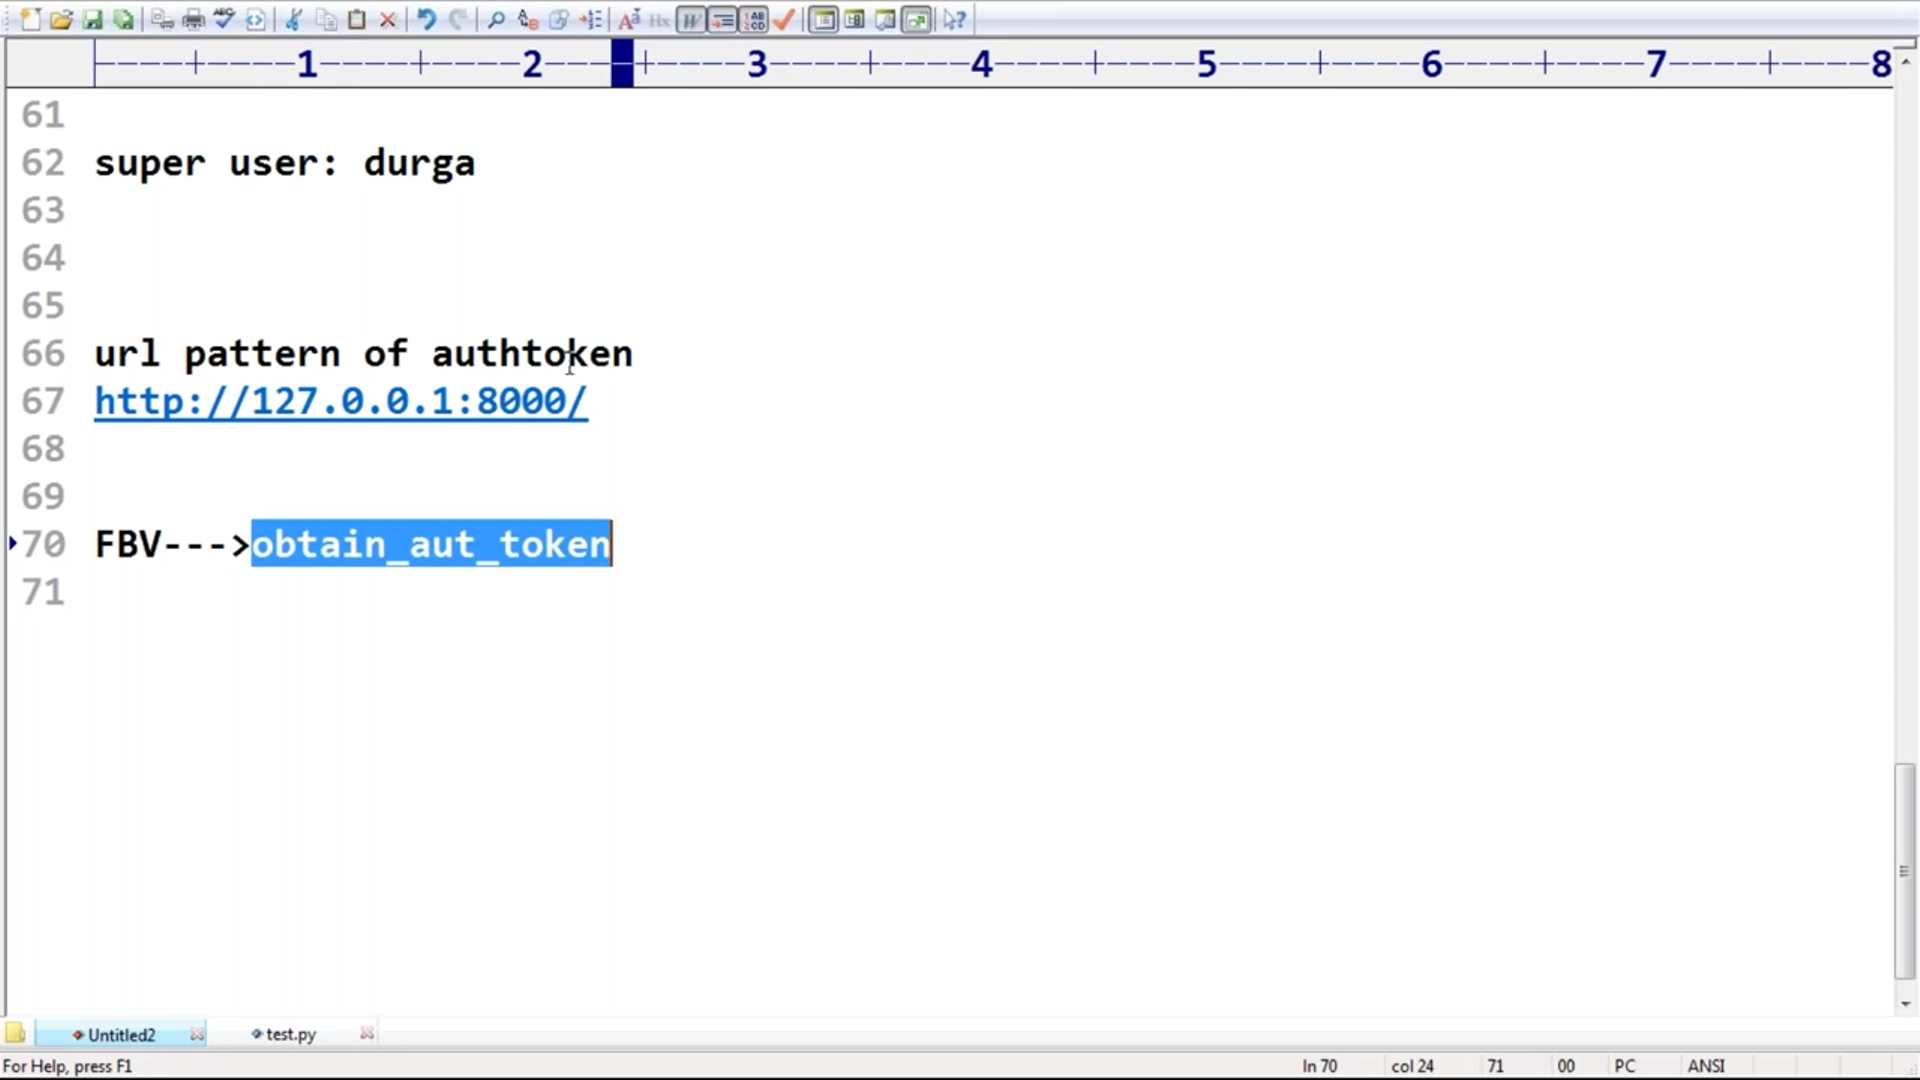 1 2 3 4 5 6 7 8
61
62 super user: durga
63
64
65
66 url pattern of authtoken
67 http://127.0.0.1:8000/
68
69
70 FBV--->obtain_aut_token
71
Untitled2 test.py
For Help, press F1 ln 70 col 24 71 00 PC ANSI